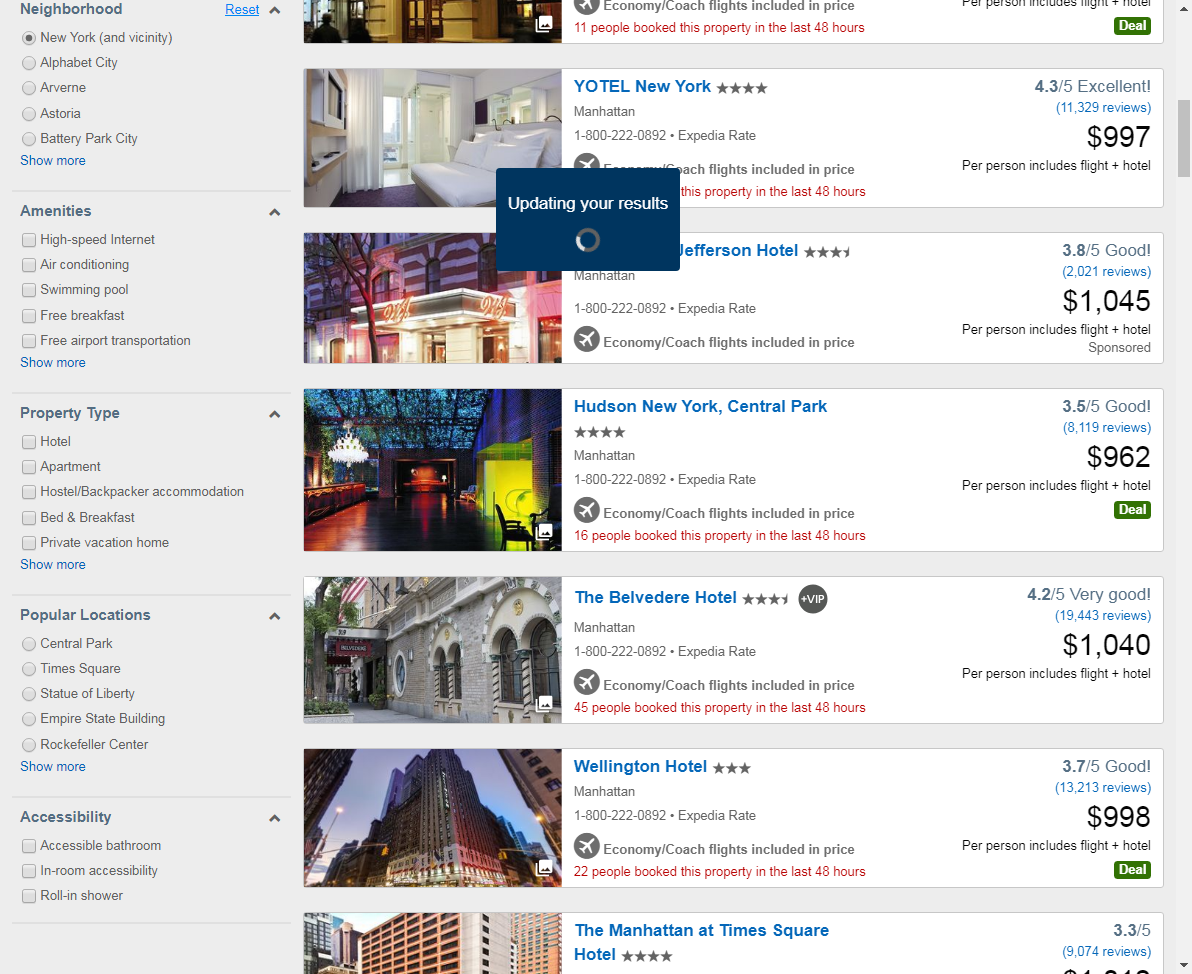 Neighborhood Reset
New York (and vicinity)
Alphabet City
Arverne
Astoria
Battery Park City
Show more
Amenities
High-speed Internet
Air conditioning
Swimming pool
Free breakfast
Free airport transportation
Show more
Property Type
Hotel
Apartment
Hostel/Backpacker accommodation
Bed & Breakfast
Private vacation home
Show more
Popular Locations
Central Park
Times Square
Statue of Liberty
Empire State Building
Rockefeller Center
Show more
Accessibility
Accessible bathroom
In-room accessibility
Roll-in shower
Economy/Coach flights included in price
11 people booked this property in the last 48 hours
Per person includes flight + hotel
Deal
YOTEL New York
Manhattan
1-800-222-0892 • Expedia Rate
Economy/Coach flights included in price
this property in the last 48 hours
4.3/5 Excellent!
(11,329 reviews)
$997
Per person includes flight + hotel
Updating your results
Jefferson Hotel
Manhattan
1-800-222-0892 • Expedia Rate
Economy/Coach flights included in price
3.8/5 Good!
(2,021 reviews)
$1,045
Per person includes flight + hotel
Sponsored
Hudson New York, Central Park
Manhattan
1-800-222-0892 • Expedia Rate
Economy/Coach flights included in price
16 people booked this property in the last 48 hours
3.5/5 Good!
(8,119 reviews)
$962
Per person includes flight + hotel
Deal
BELVEDERE
The Belvedere Hotel +VIP
Manhattan
1-800-222-0892 • Expedia Rate
Economy/Coach flights included in price
45 people booked this property in the last 48 hours
4.2/5 Very good!
(19,443 reviews)
$1,040
Per person includes flight + hotel
Wellington Hotel
Manhattan
1-800-222-0892 • Expedia Rate
Economy/Coach flights included in price
22 people booked this property in the last 48 hours
3.7/5 Good!
(13,213 reviews)
$998
Per person includes flight + hotel
Deal
The Manhattan at Times Square
Hotel
3.3/5
(9,074 reviews)